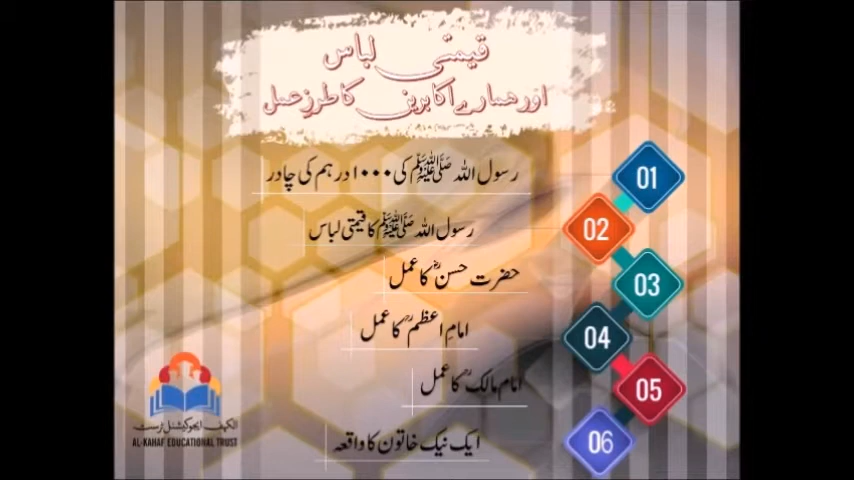 قیمتی لباس
اور ہمارے اکابرین کا طرزِ عمل
رسول اللہ ﷺ کی ۱۰۰۰ درہم کی چادر
01
رسول اللہ ﷺ کا قیمتی لباس
02
حضرت حسنؓ کا عمل
03
امامِ اعظمؒ کا عمل
04
امام مالکؒ کا عمل
05
ایک نیک خاتون کا واقعہ
06
الکہف ایجوکیشنل ٹرسٹ
AL-KAHAF EDUCATIONAL TRUST